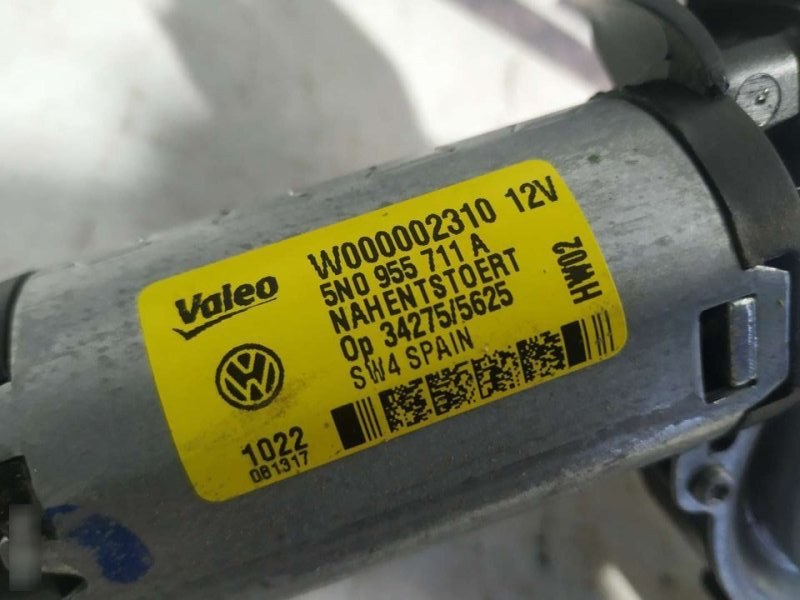 Valeo
W000002310 12V
5N0 955 711 A
NAHENTSTOERT
Op 34275/5625
SW4 SPAIN
HW02
1022
081317